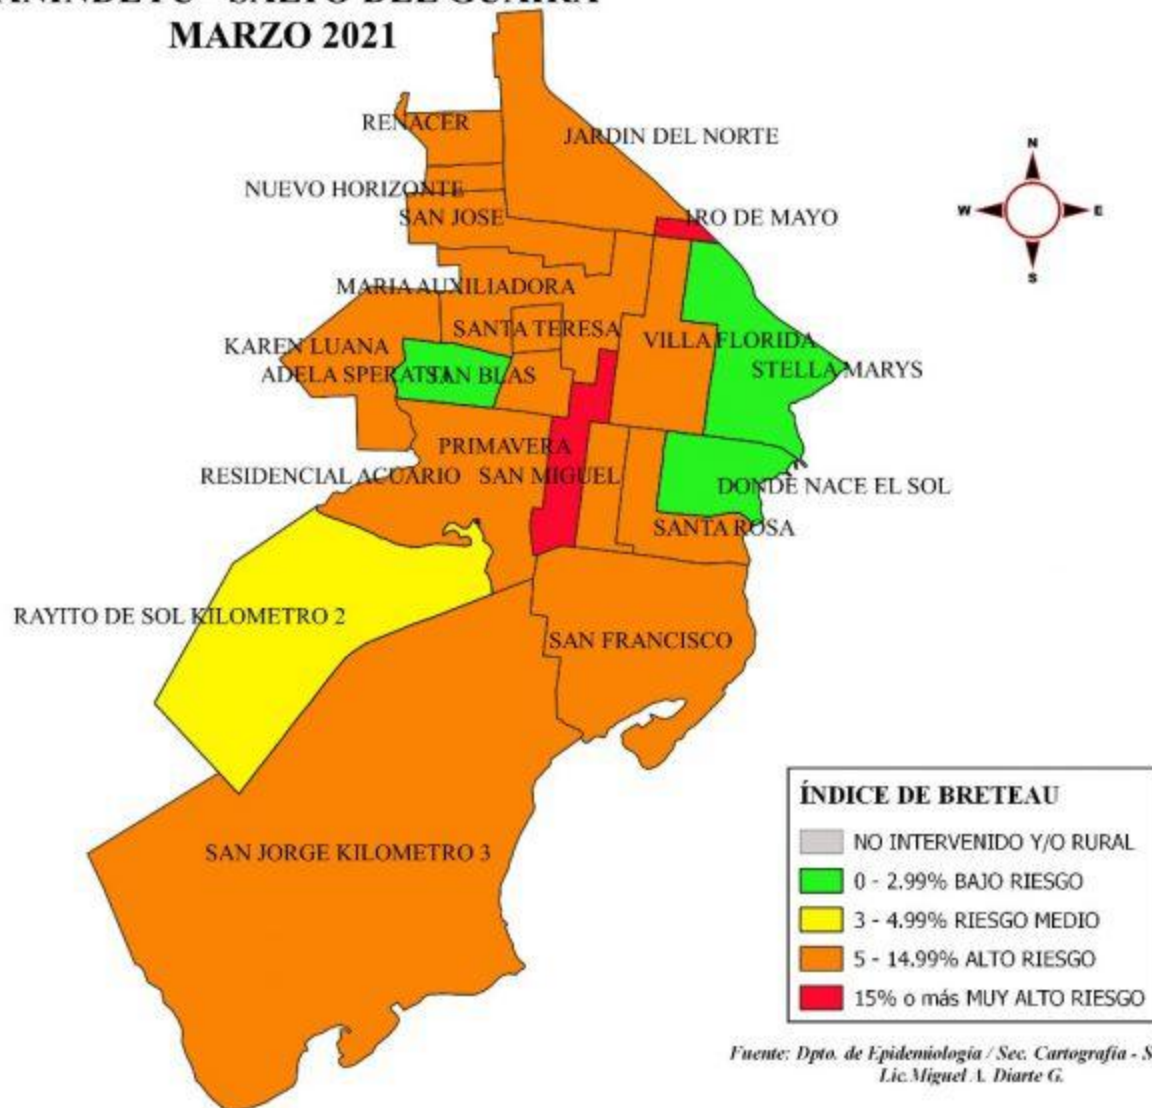 MARZO 2021
RENACER
JARDIN DEL NORTE
NUEVO HORIZONTE
SAN JOSE
1RO DE MAYO
MARIA AUXILIADORA
SANTA TERESA
VILLA FLORIDA
KAREN LUANA
STELLA MARYS
ADELA SPERATTI
SAN BLAS
PRIMAVERA
RESIDENCIAL ACUARIO
SAN MIGUEL
DONDE NACE EL SOL
SANTA ROSA
RAYITO DE SOL KILOMETRO 2
SAN FRANCISCO
SAN JORGE KILOMETRO 3
N
W E
S
ÍNDICE DE BRETEAU
NO INTERVENIDO Y/O RURAL
0 - 2.99% BAJO RIESGO
3 - 4.99% RIESGO MEDIO
5 - 14.99% ALTO RIESGO
15% o más MUY ALTO RIESGO
Fuente: Dpto. de Epidemiología / Sec. Cartografía - S
Lic. Miguel A. Diarte G.